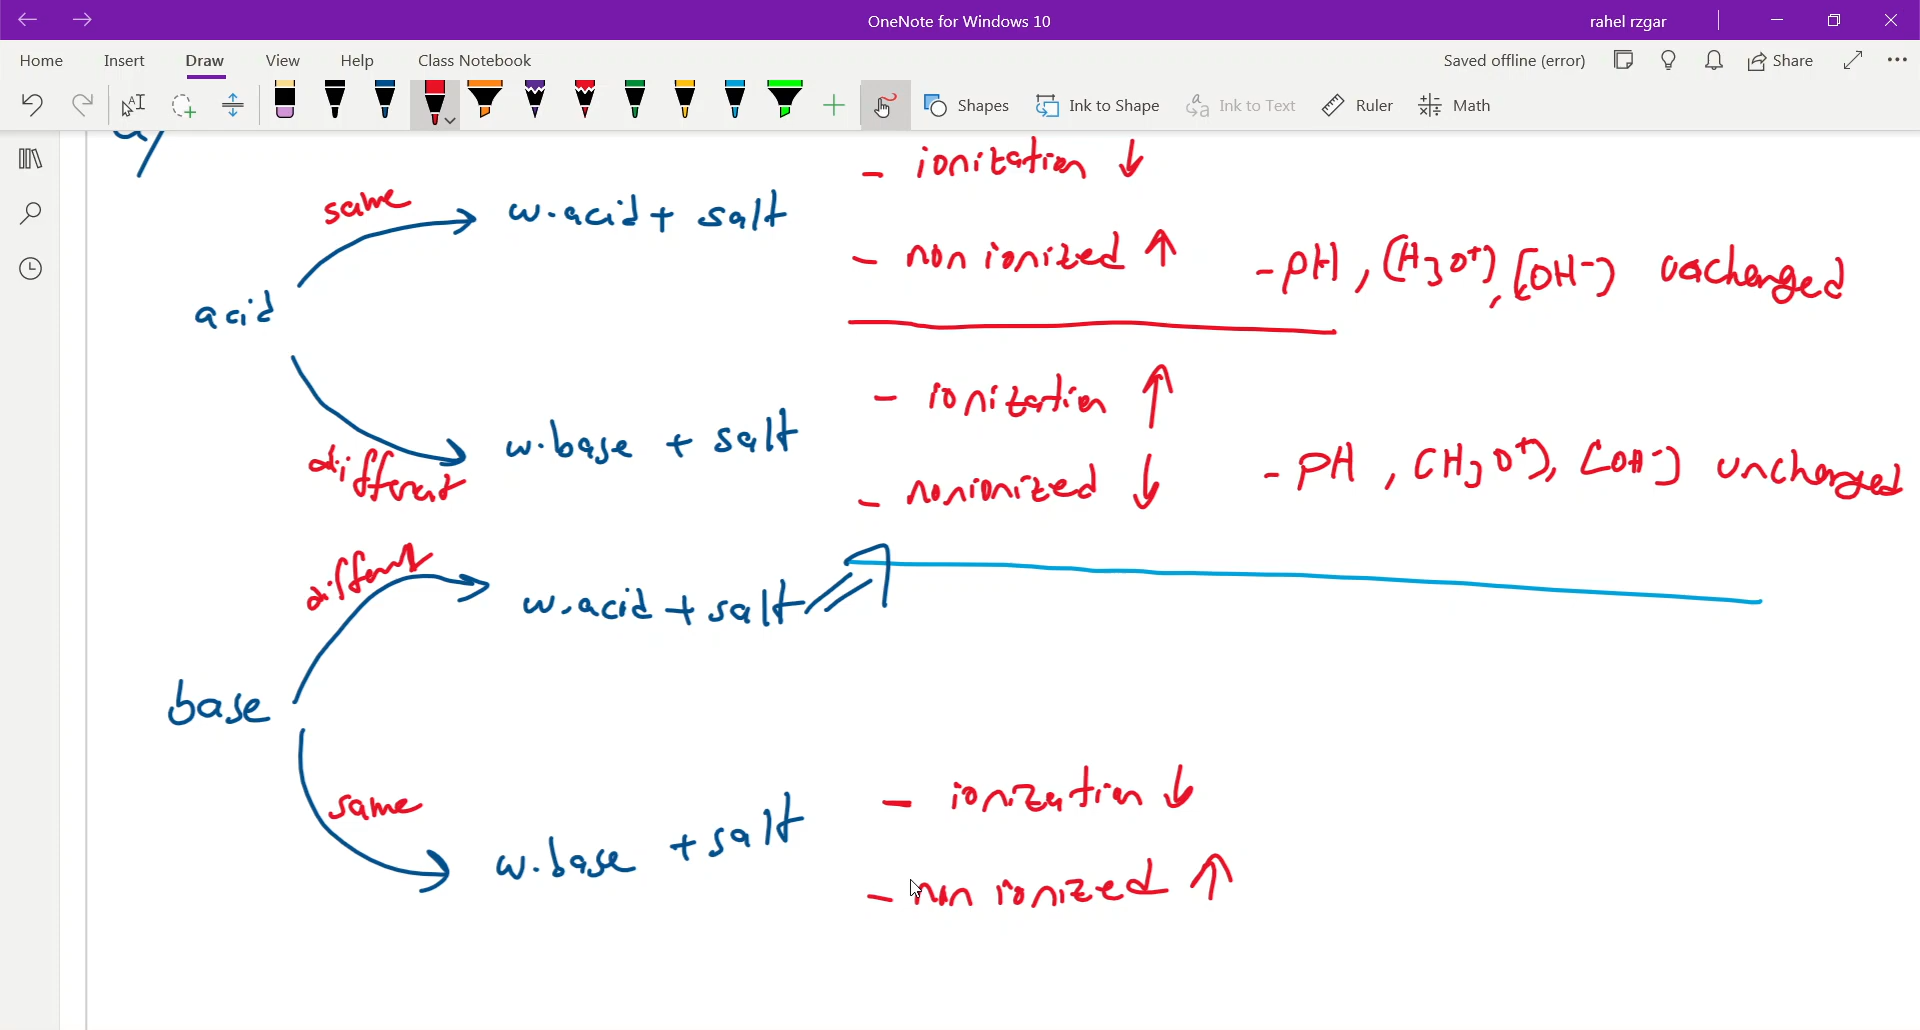 OneNote for Windows 10
rahel rzgar
Home Insert Draw View Help Class Notebook
Saved offline (error) Share
Shapes Ink to Shape Ink to Text Ruler Math
a)
- ionization ↓
same
w.acid + salt
- non ionized ↑ - pH, [H3O+], [OH-] unchanged
acid
- ionization ↑
w.base + salt
different
- nonionized ↓ - PH, [H3O+], [OH-] unchanged
different
w.acid + salt
base
- ionization ↓
same
w.base + salt
- non ionized ↑